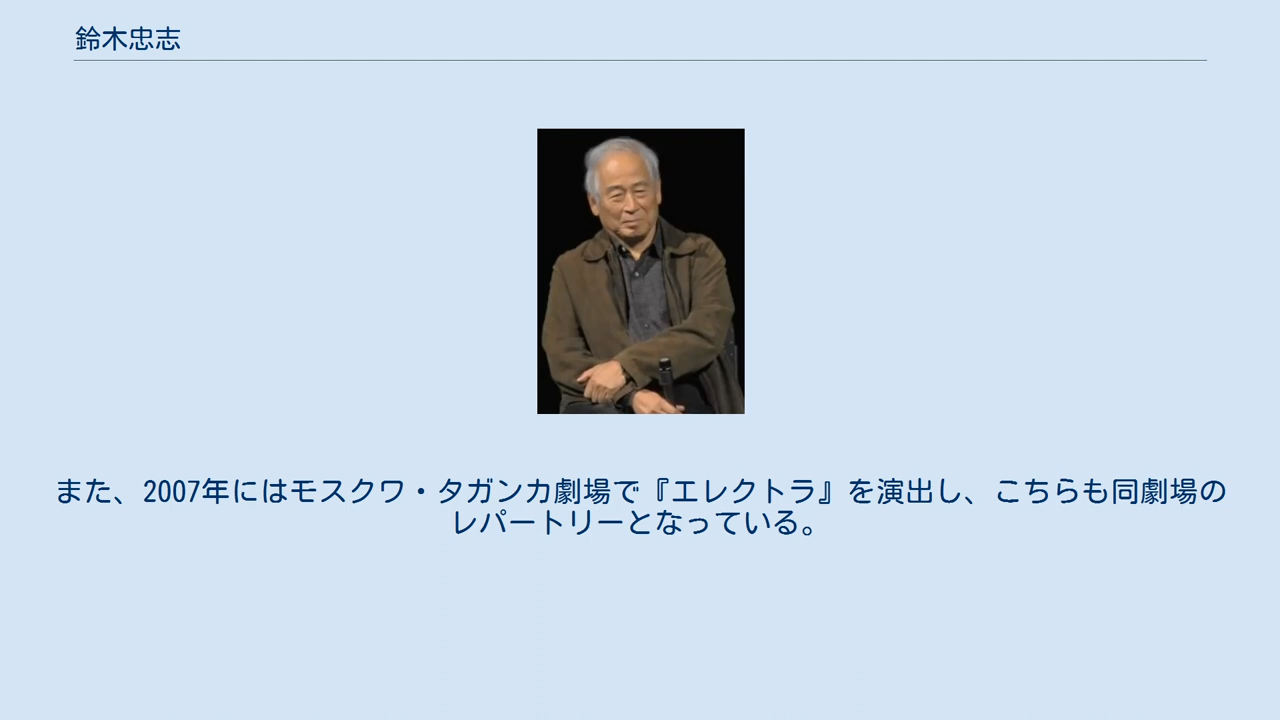 鈴木忠志
また、2007年にはモスクワ・タガンカ劇場で『エレクトラ』を演出し、こちらも同劇場の
レパートリーとなっている。